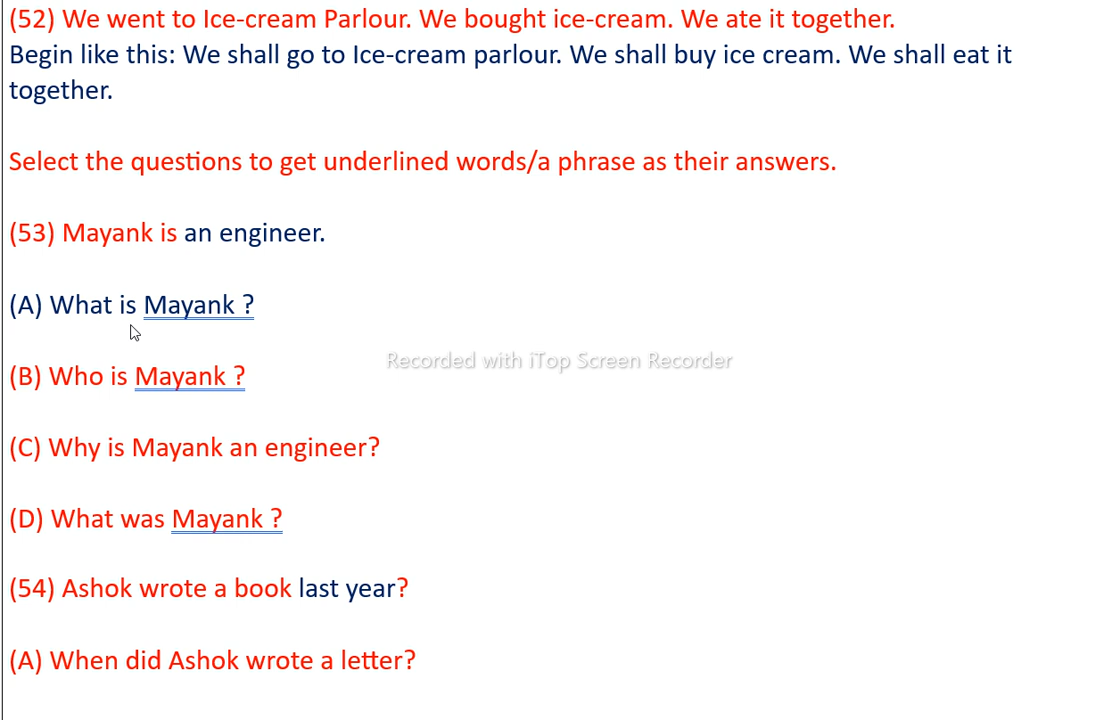 (52) We went to Ice-cream Parlour. We bought ice-cream. We ate it together.
Begin like this: We shall go to Ice-cream parlour. We shall buy ice cream. We shall eat it
together.
Select the questions to get underlined words/a phrase as their answers.
(53) Mayank is an engineer.
(A) What is Mayank ?
(B) Who is Mayank ?
Recorded with iTop Screen Recorder
(C) Why is Mayank an engineer?
(D) What was Mayank ?
(54) Ashok wrote a book last year?
(A) When did Ashok wrote a letter?